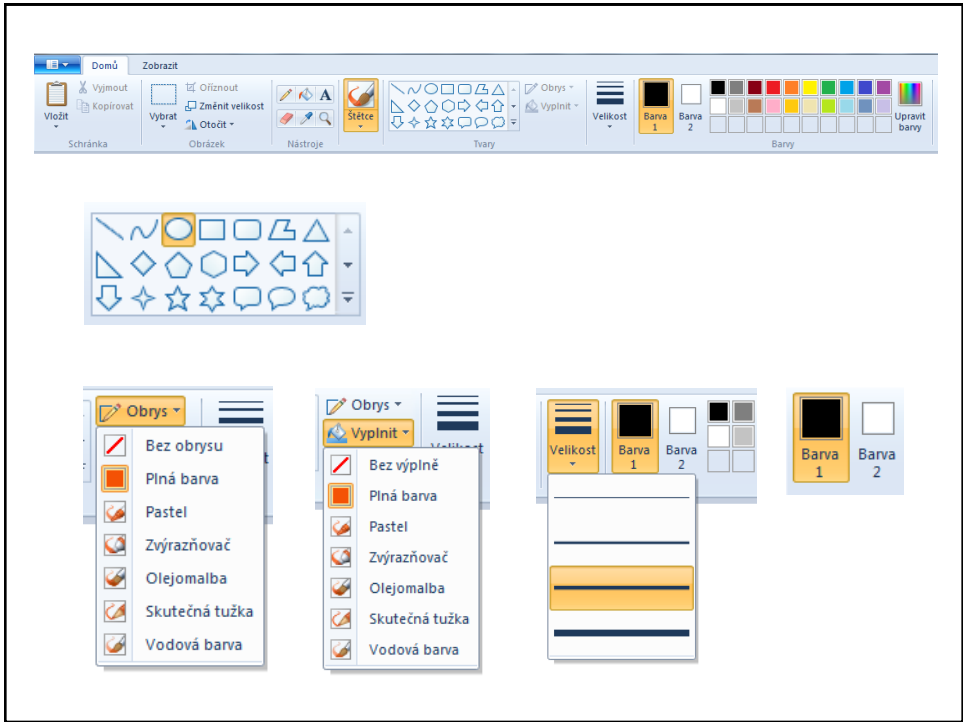 Domů Zobrazit
Vyjmout
Kopírovat
Vložit
Schránka
Vybrat
Oříznout
Změnit velikost
Otočit
Obrázek
A
Nástroje
Štětce
Obrys
Vyplnit
Tvary
Velikost
Barva
1
Barva
2
Upravit
barvy
Barvy
Obrys
Bez obrysu
Plná barva
Pastel
Zvýrazňovač
Olejomalba
Skutečná tužka
Vodová barva
Obrys
Vyplnit
Bez výplně
Plná barva
Pastel
Zvýrazňovač
Olejomalba
Skutečná tužka
Vodová barva
Velikost
Barva
1
Barva
2
Barva
1
Barva
2